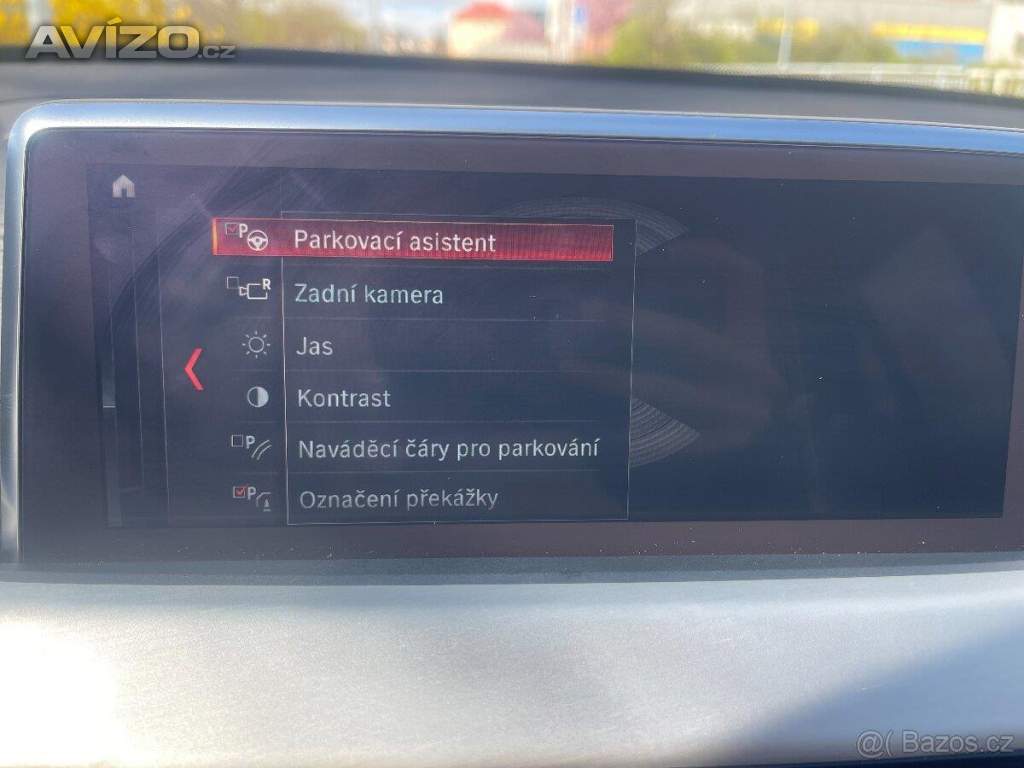 AVÍZO.cz
P
Parkovací asistent
R
Zadní kamera
Jas
Kontrast
P
Naváděcí čáry pro parkování
P
Označení překážky
@( Bazos.cz